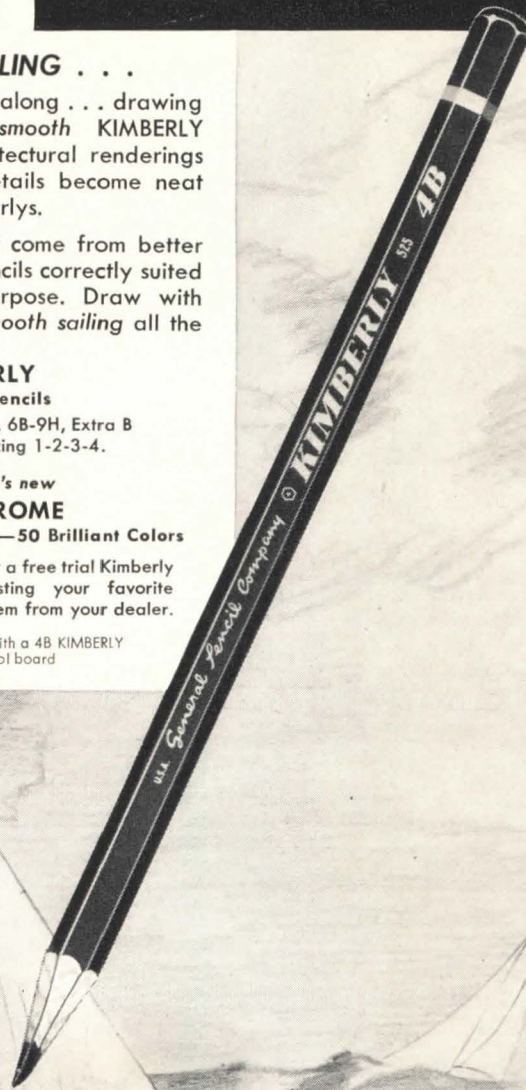 LING . . .
along . . . drawing
smooth KIMBERLY
tectural renderings
tails become neat
rlys.
come from better
cils correctly suited
rpose. Draw with
ooth sailing all the
RLY
encils
6B-9H, Extra B
ing 1-2-3-4.
's new
ROME
—50 Brilliant Colors
a free trial Kimberly
sting your favorite
em from your dealer.
ith a 4B KIMBERLY
ol board
U.S.A. General Pencil Company KIMBERLY 525 4B